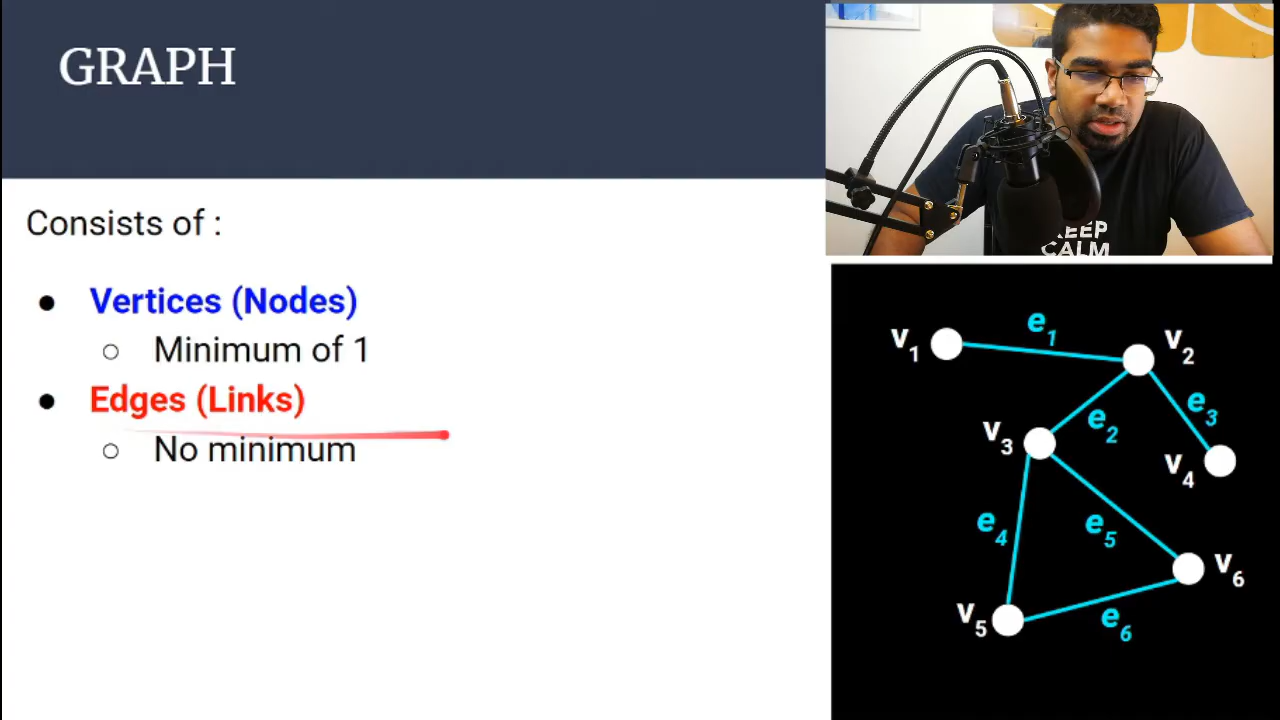 GRAPH
Consists of :
● Vertices (Nodes)
○ Minimum of 1
● Edges (Links)
○ No minimum
KEEP
CALM
v1
e1
v2
e2
e3
v3
v4
e4
e5
v6
v5
e6